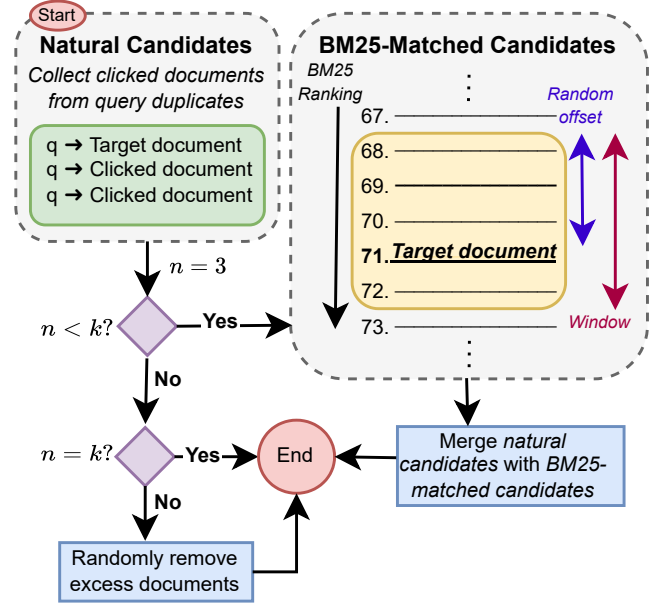 Start
Natural Candidates
Collect clicked documents
from query duplicates
q → Target document
q → Clicked document
q → Clicked document
BM25-Matched Candidates
BM25
Ranking
Random
offset
67.
68.
69.
70.
71. Target document
72.
73.
Window
n = 3
n < k?
Yes
No
n = k?
Yes
No
End
Merge natural
candidates with BM25-
matched candidates
Randomly remove
excess documents